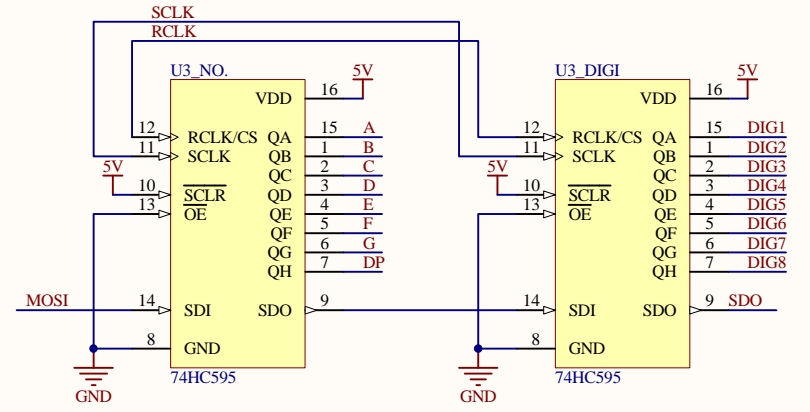 SCLK
RCLK
U3_NO.
5V
VDD 16
12 RCLK/CS QA 15 A
11 SCLK QB 1 B
QC 2 C
5V
10 SCLR QD 3 D
13 OE QE 4 E
QF 5 F
QG 6 G
QH 7 DP
MOSI 14 SDI SDO 9
8 GND
74HC595
GND
U3_DIGI
5V
VDD 16
12 RCLK/CS QA 15 DIG1
11 SCLK QB 1 DIG2
QC 2 DIG3
5V
10 SCLR QD 3 DIG4
13 OE QE 4 DIG5
QF 5 DIG6
QG 6 DIG7
QH 7 DIG8
14 SDI SDO 9 SDO
8 GND
74HC595
GND